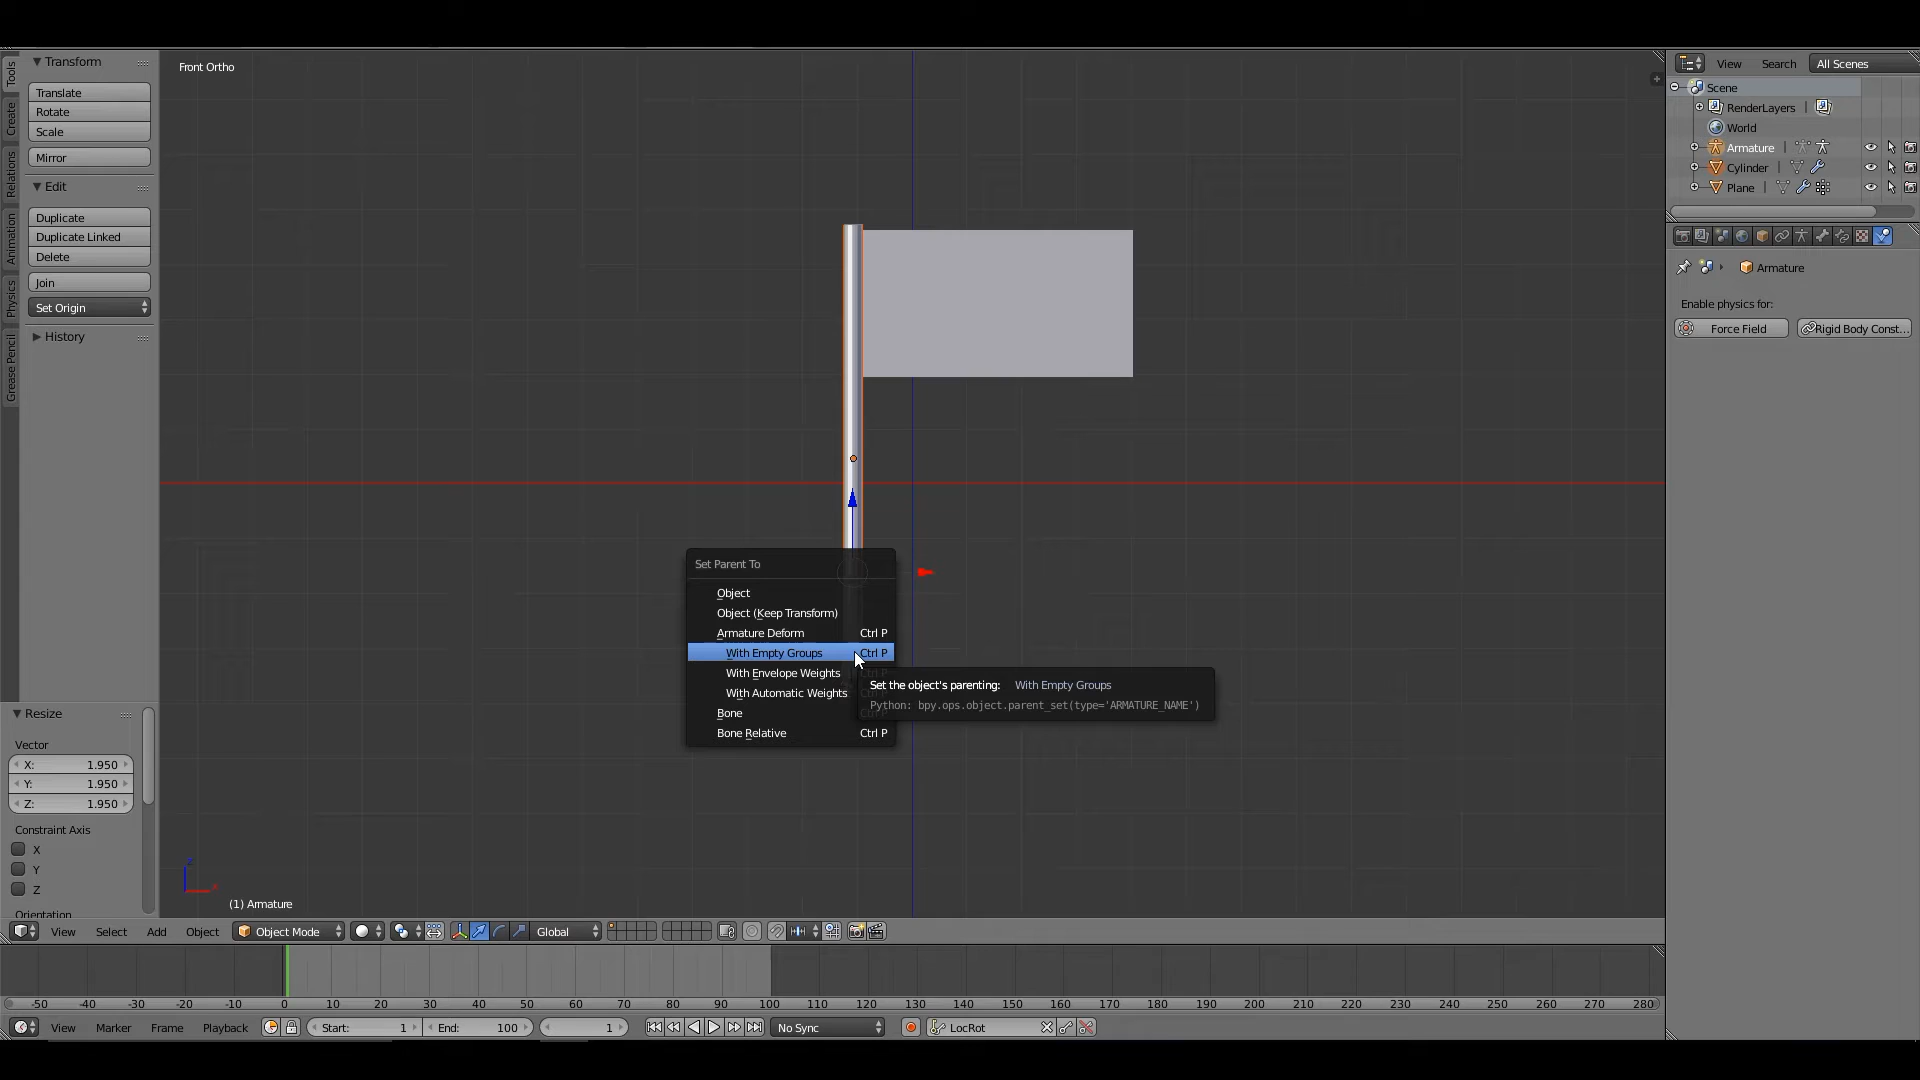 Tools
Create
Relations
Animation
Physics
Grease Pencil
Transform
Translate
Rotate
Scale
Mirror
Edit
Duplicate
Duplicate Linked
Delete
Join
Set Origin
History
Resize
Vector
X: 1.950
Y: 1.950
Z: 1.950
Constraint Axis
X
Y
Z
Orientation
Front Ortho
Set Parent To
Object
Object (Keep Transform)
Armature Deform Ctrl P
With Empty Groups Ctrl P
With Envelope Weights
With Automatic Weights
Bone
Bone Relative Ctrl P
Set the object's parenting: With Empty Groups
Python: bpy.ops.object.parent_set(type='ARMATURE_NAME')
(1) Armature
View Select Add Object Object Mode Global
-50 -40 -30 -20 -10 0 10 20 30 40 50 60 70 80 90 100 110 120 130 140 150 160 170 180 190 200 210 220 230 240 250 260 270 280
View Marker Frame Playback Start: 1 End: 100 1 No Sync LocRot
View Search All Scenes
Scene
RenderLayers
World
Armature
Cylinder
Plane
Armature
Enable physics for:
Force Field Rigid Body Const...